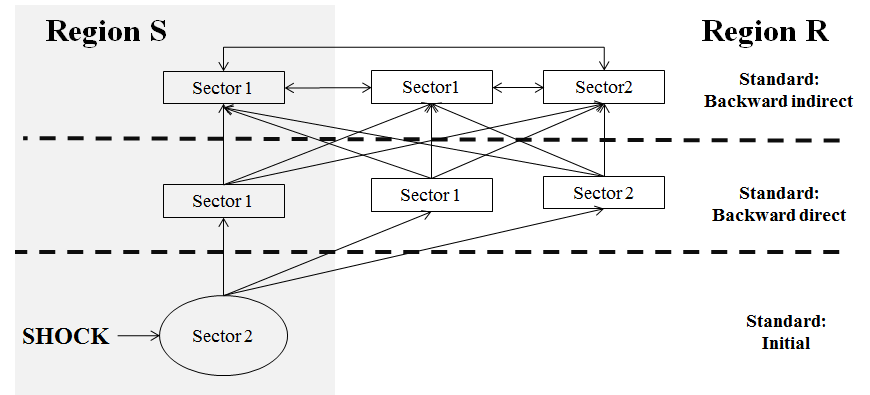 Region S
Region R
Sector 1
Sector1
Sector2
Standard:
Backward indirect
Sector 1
Sector 1
Sector 2
Standard:
Backward direct
SHOCK
Sector 2
Standard:
Initial